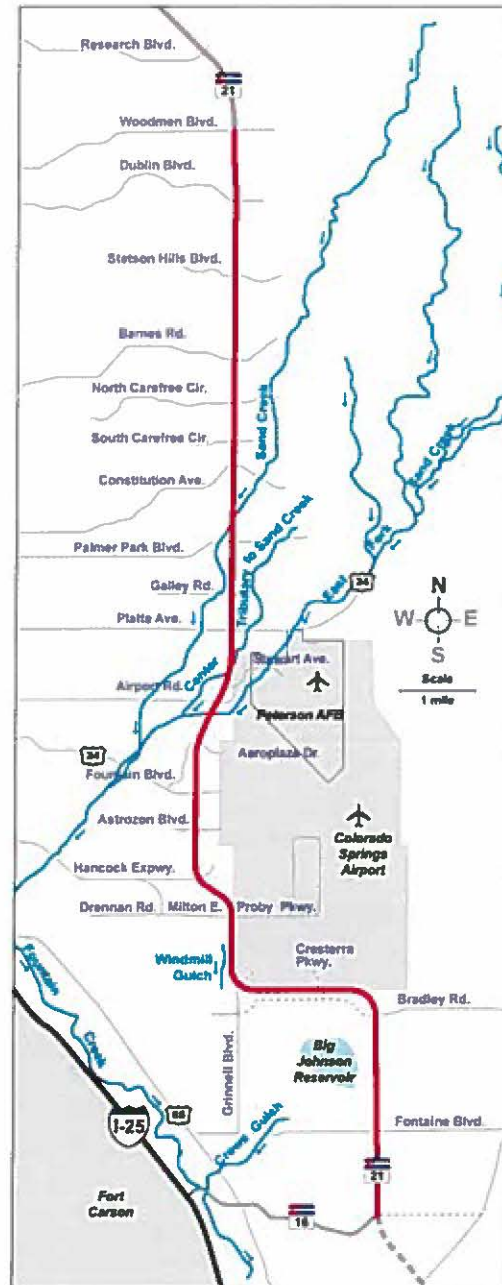 Research Blvd.
21
Woodmen Blvd.
Dublin Blvd.
Stetson Hills Blvd.
Barnes Rd.
North Carefree Cir.
Sand Creek
South Carefree Cir.
Sand Creek
Constitution Ave.
Tributary to Sand Creek
Palmer Park Blvd.
Fork
Galley Rd.
East
24
N
W E
S
Platte Ave.
Center
Stewart Ave.
Scale
1 mile
Airport Rd.
Peterson AFB
24
Aeroplaza Dr.
Fountain Blvd.
Astrozon Blvd.
Colorado
Springs
Airport
Hancock Expwy.
Drennan Rd. Milton E. Proby Pkwy.
Windmill
Gulch
Cresterra
Pkwy.
Fountain
Creek
Bradley Rd.
Grinnell Blvd.
Big
Johnson
Reservoir
I-25
85
Crews Gulch
Fontaine Blvd.
Fort
Carson
16
21